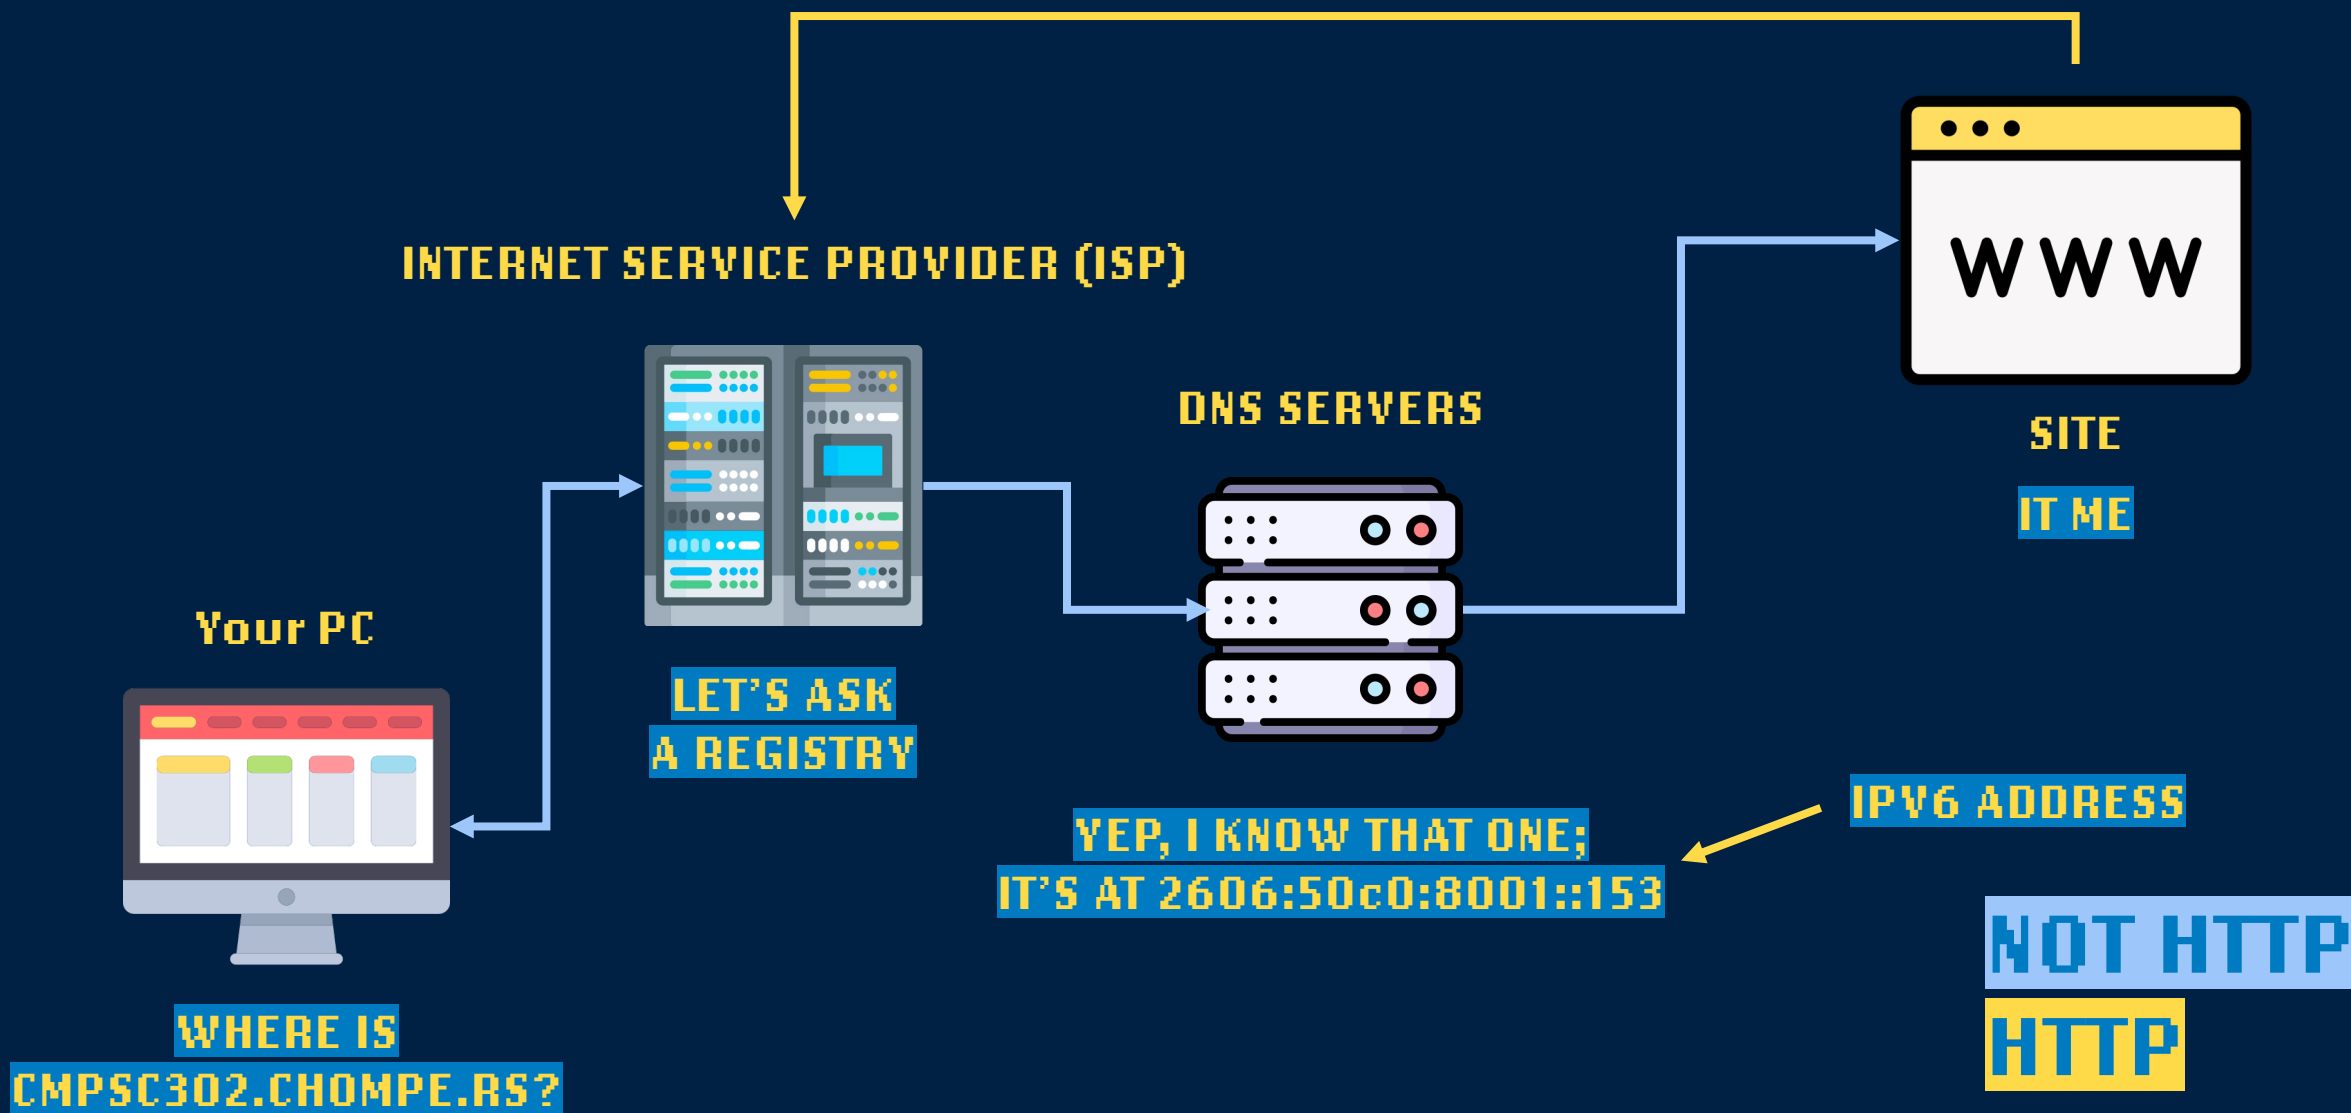 INTERNET SERVICE PROVIDER (ISP)
WWW
DNS SERVERS
SITE
IT ME
Your PC
LET'S ASK
A REGISTRY
IPV6 ADDRESS
YEP, I KNOW THAT ONE;
IT'S AT 2606:50c0:8001::153
NOT HTTP
HTTP
WHERE IS
CMPSC302.CHOMPE.RS?